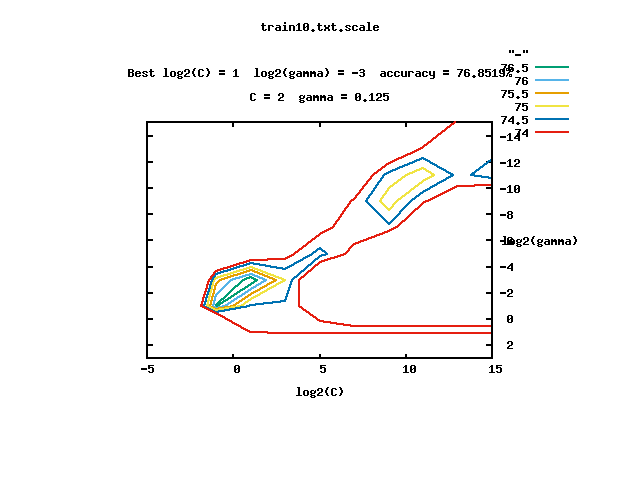 train10.txt.scale
"-"
Best log2(C) = 1  log2(gamma) = -3  accuracy = 76.8519%
76.5
76
75.5
75
74.5
74
C = 2  gamma = 0.125
-14
-12
-10
-8
-6
log2(gamma)
-4
-2
0
2
-5 0 5 10 15
log2(C)